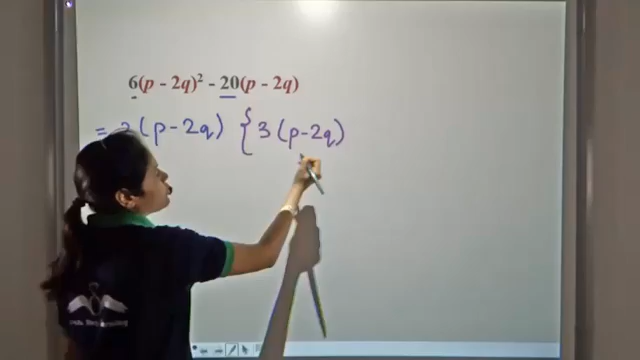 6(p - 2q)² - 20(p - 2q)
= 2(p-2q) { 3(p-2q)